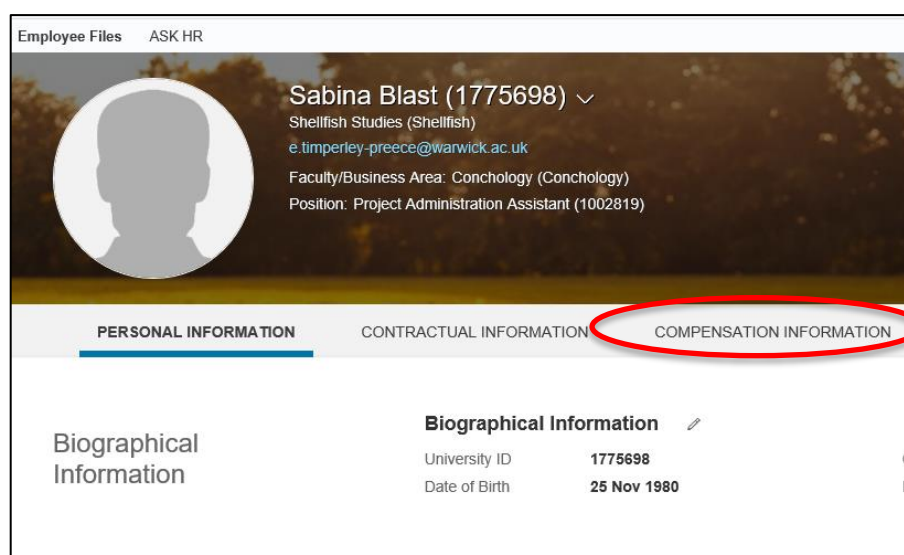 Employee Files ASK HR
Sabina Blast (1775698)
Shellfish Studies (Shellfish)
e.timperley-preece@warwick.ac.uk
Faculty/Business Area: Conchology (Conchology)
Position: Project Administration Assistant (1002819)
PERSONAL INFORMATION CONTRACTUAL INFORMATION COMPENSATION INFORMATION
Biographical Information
Biographical
Information
University ID 1775698
Date of Birth 25 Nov 1980